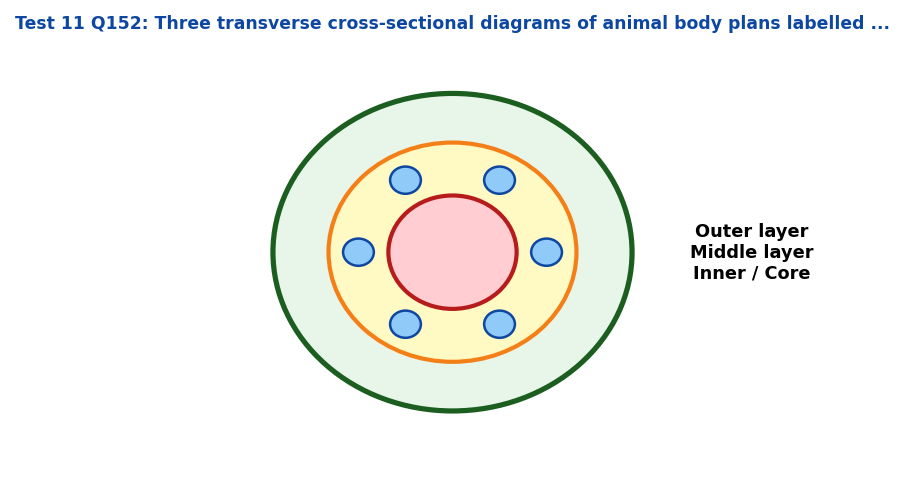 Test 11 Q152: Three transverse cross-sectional diagrams of animal body plans labelled ...
Outer layer
Middle layer
Inner / Core